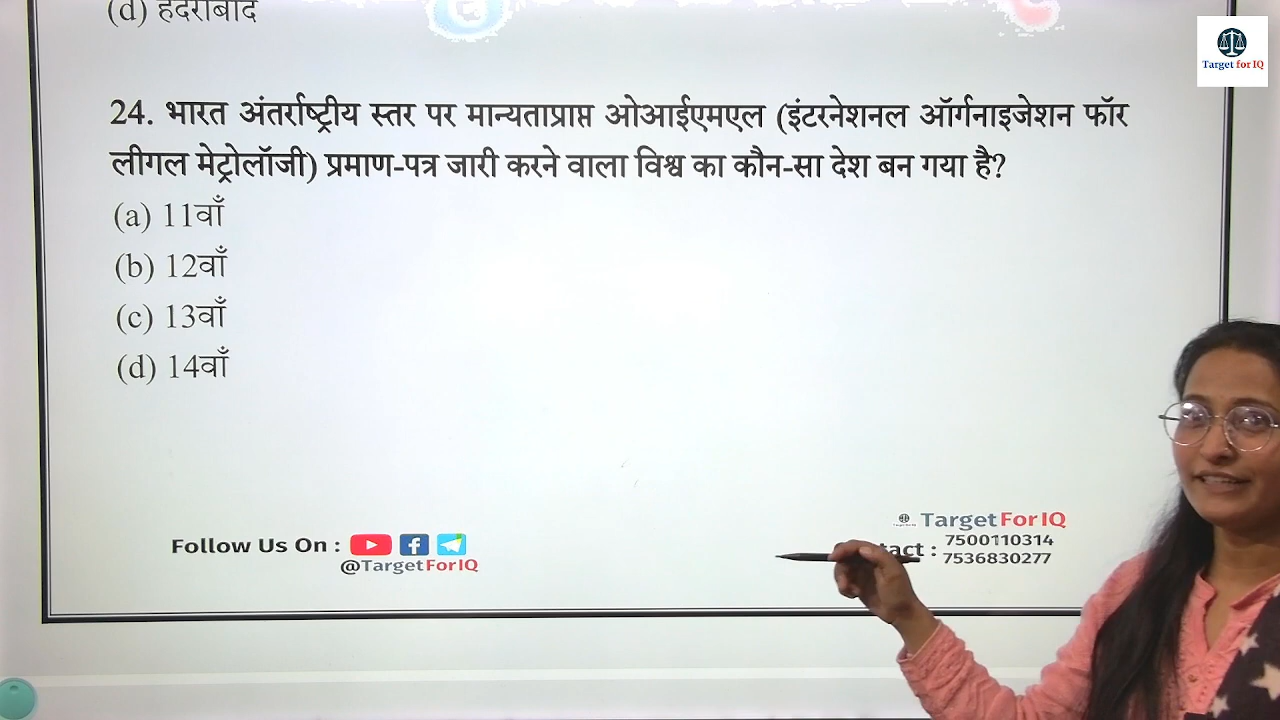 (d) हैदराबाद
Target for IQ
24. भारत अंतर्राष्ट्रीय स्तर पर मान्यताप्राप्त ओआईएमएल (इंटरनेशनल ऑर्गनाइजेशन फॉर
लीगल मेट्रोलॉजी) प्रमाण-पत्र जारी करने वाला विश्व का कौन-सा देश बन गया है?
(a) 11वाँ
(b) 12वाँ
(c) 13वाँ
(d) 14वाँ
Follow Us On :
@TargetForIQ
TargetForIQ
tact : 7500110314
7536830277